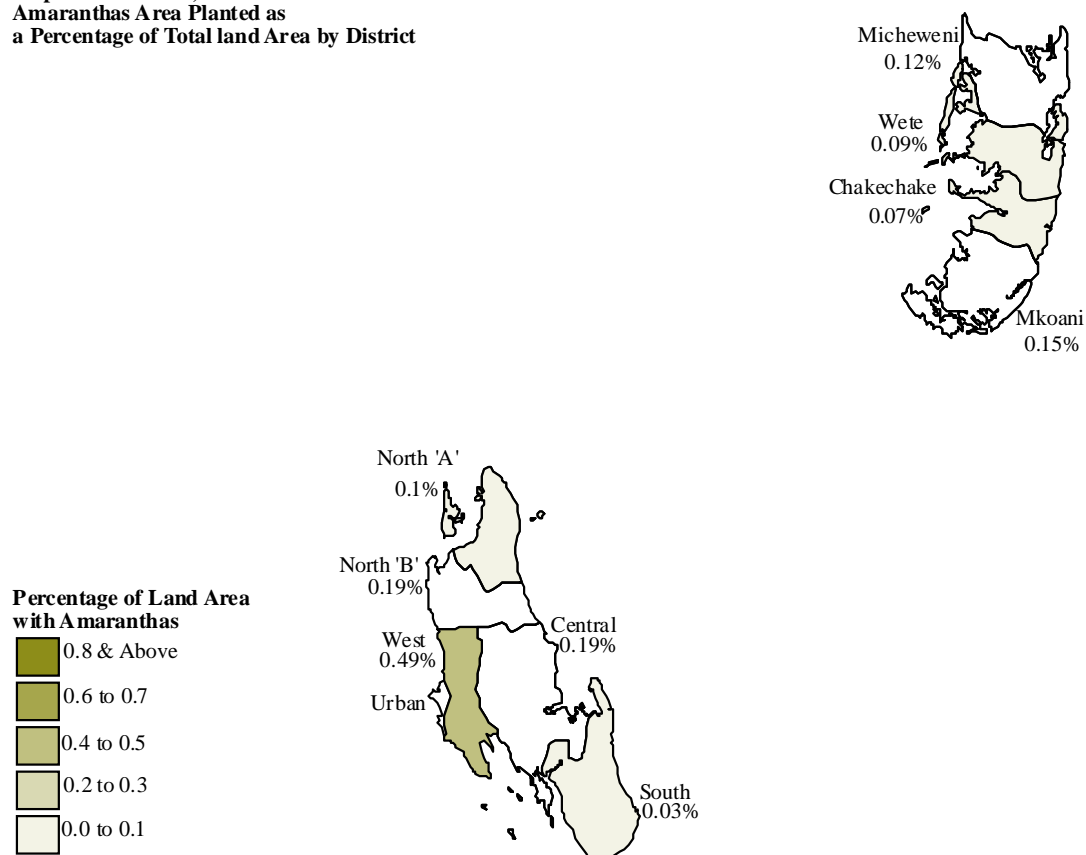 Amaranthas Area Planted as
a Percentage of Total land Area by District
Micheweni
0.12%
Wete
0.09%
Chakechake
0.07%
Mkoani
0.15%
North 'A'
0.1%
North 'B'
0.19%
Central
0.19%
West
0.49%
Urban
South
0.03%
Percentage of Land Area
with Amaranthas
0.8 & Above
0.6 to 0.7
0.4 to 0.5
0.2 to 0.3
0.0 to 0.1